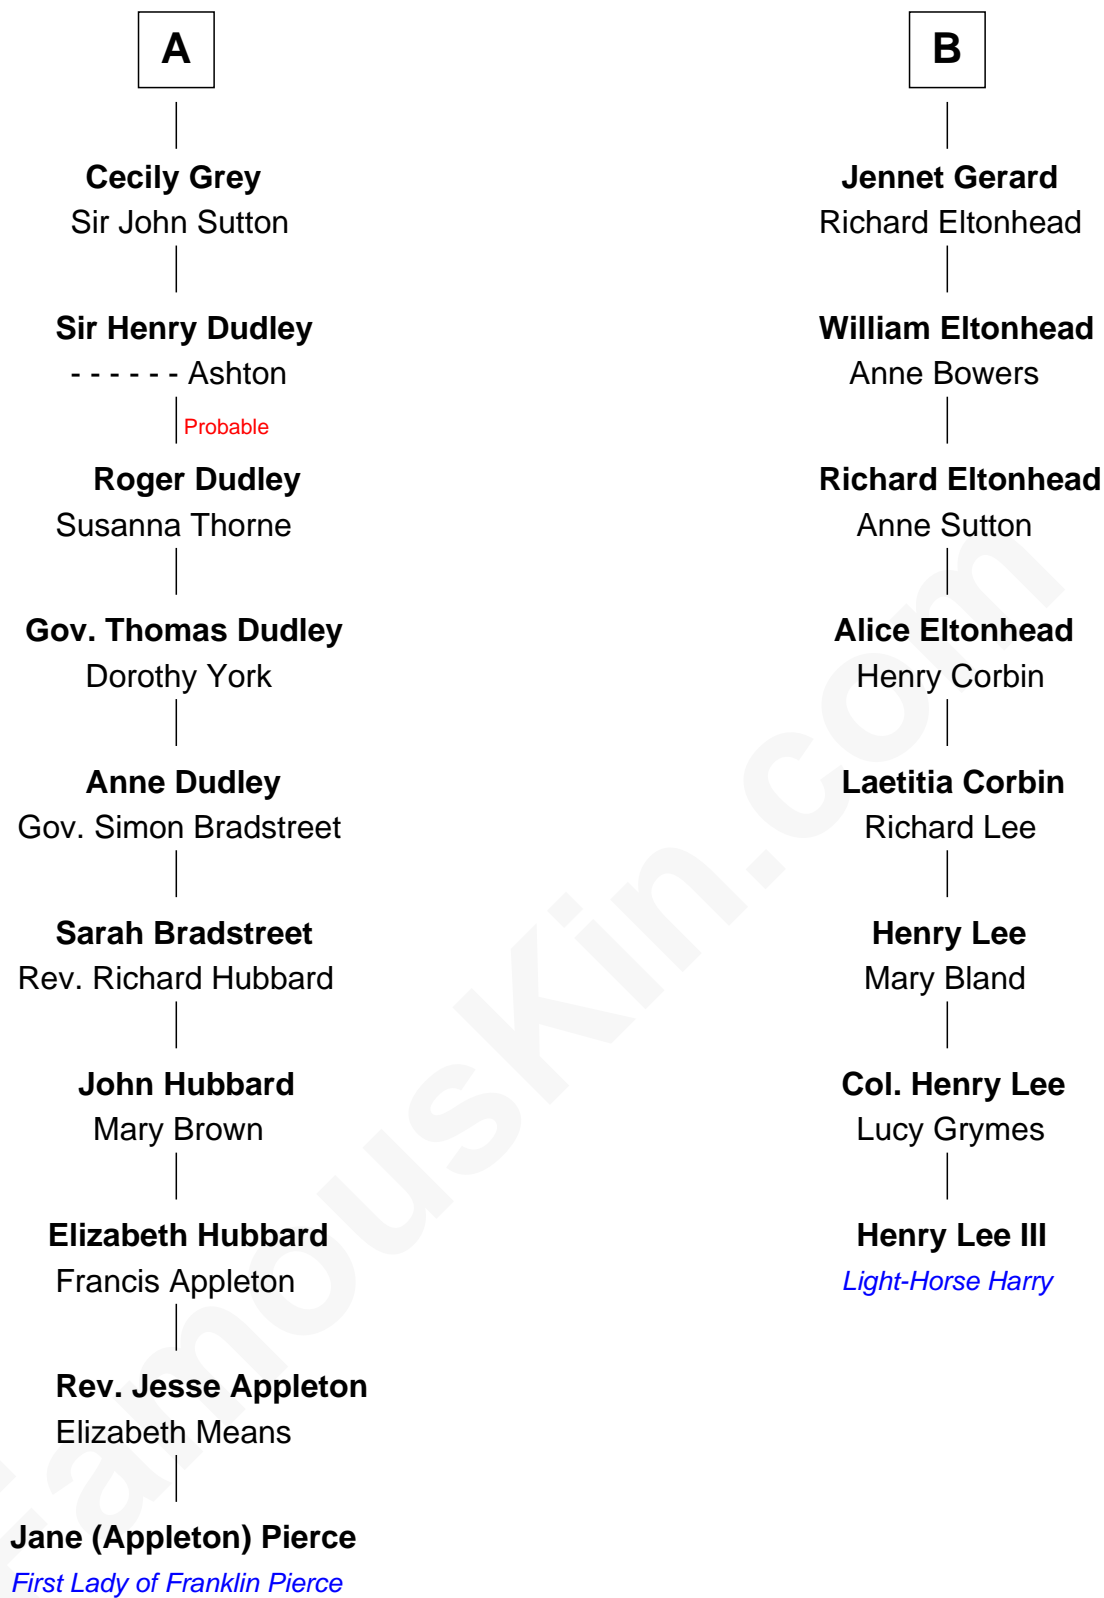 A
Cecily Grey
Sir John Sutton
Sir Henry Dudley
- - - - - - Ashton
Probable
Roger Dudley
Susanna Thorne
Gov. Thomas Dudley
Dorothy York
Anne Dudley
Gov. Simon Bradstreet
Sarah Bradstreet
Rev. Richard Hubbard
John Hubbard
Mary Brown
Elizabeth Hubbard
Francis Appleton
Rev. Jesse Appleton
Elizabeth Means
Jane (Appleton) Pierce
First Lady of Franklin Pierce
B
Jennet Gerard
Richard Eltonhead
William Eltonhead
Anne Bowers
Richard Eltonhead
Anne Sutton
Alice Eltonhead
Henry Corbin
Laetitia Corbin
Richard Lee
Henry Lee
Mary Bland
Col. Henry Lee
Lucy Grymes
Henry Lee III
Light-Horse Harry
FamousKin.com